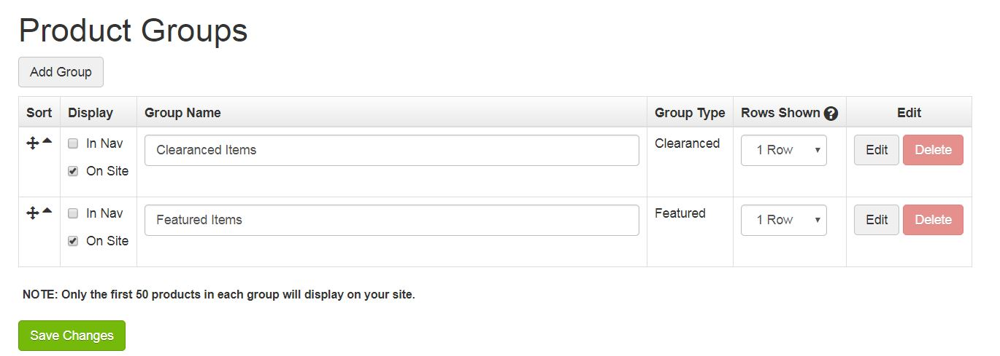 Product Groups
Add Group
Sort Display Group Name Group Type Rows Shown ? Edit
In Nav Clearanced Items Clearanced 1 Row Edit Delete
On Site
In Nav Featured Items Featured 1 Row Edit Delete
On Site
NOTE: Only the first 50 products in each group will display on your site.
Save Changes